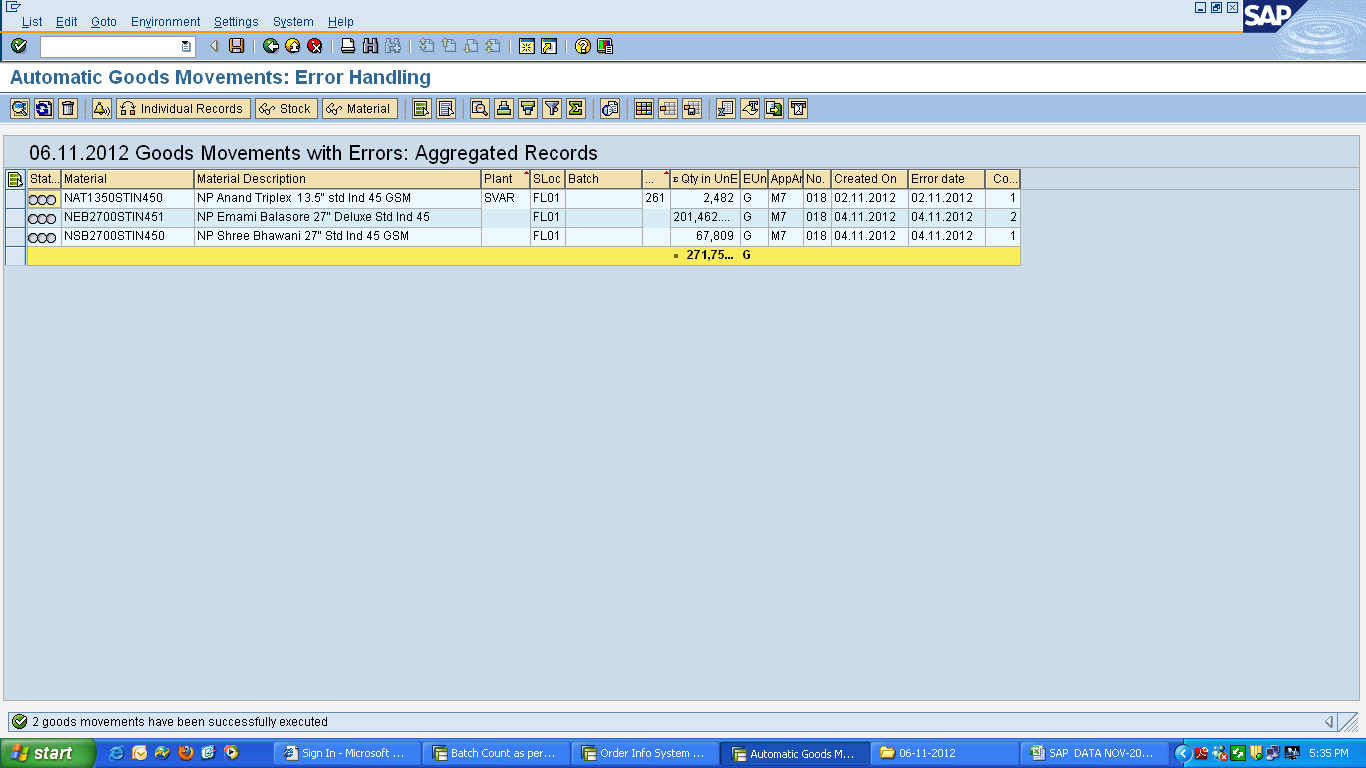 List Edit Goto Environment Settings System Help
SAP
Automatic Goods Movements: Error Handling
Individual Records Stock Material
06.11.2012 Goods Movements with Errors: Aggregated Records
Stat... Material Material Description Plant SLoc Batch ... Σ Qty in UnE EUn AppAr No. Created On Error date Co...
NAT1350STIN450 NP Anand Triplex 13.5" std Ind 45 GSM SVAR FL01 261 2,482 G M7 018 02.11.2012 02.11.2012 1
NEB2700STIN451 NP Emami Balasore 27" Deluxe Std Ind 45 FL01 201,462.... G M7 018 04.11.2012 04.11.2012 2
NSB2700STIN450 NP Shree Bhawani 27" Std Ind 45 GSM FL01 67,809 G M7 018 04.11.2012 04.11.2012 1
271,75... G
2 goods movements have been successfully executed
start Sign In - Microsoft ... Batch Count as per... Order Info System ... Automatic Goods M... 06-11-2012 SAP DATA NOV-20... 5:35 PM